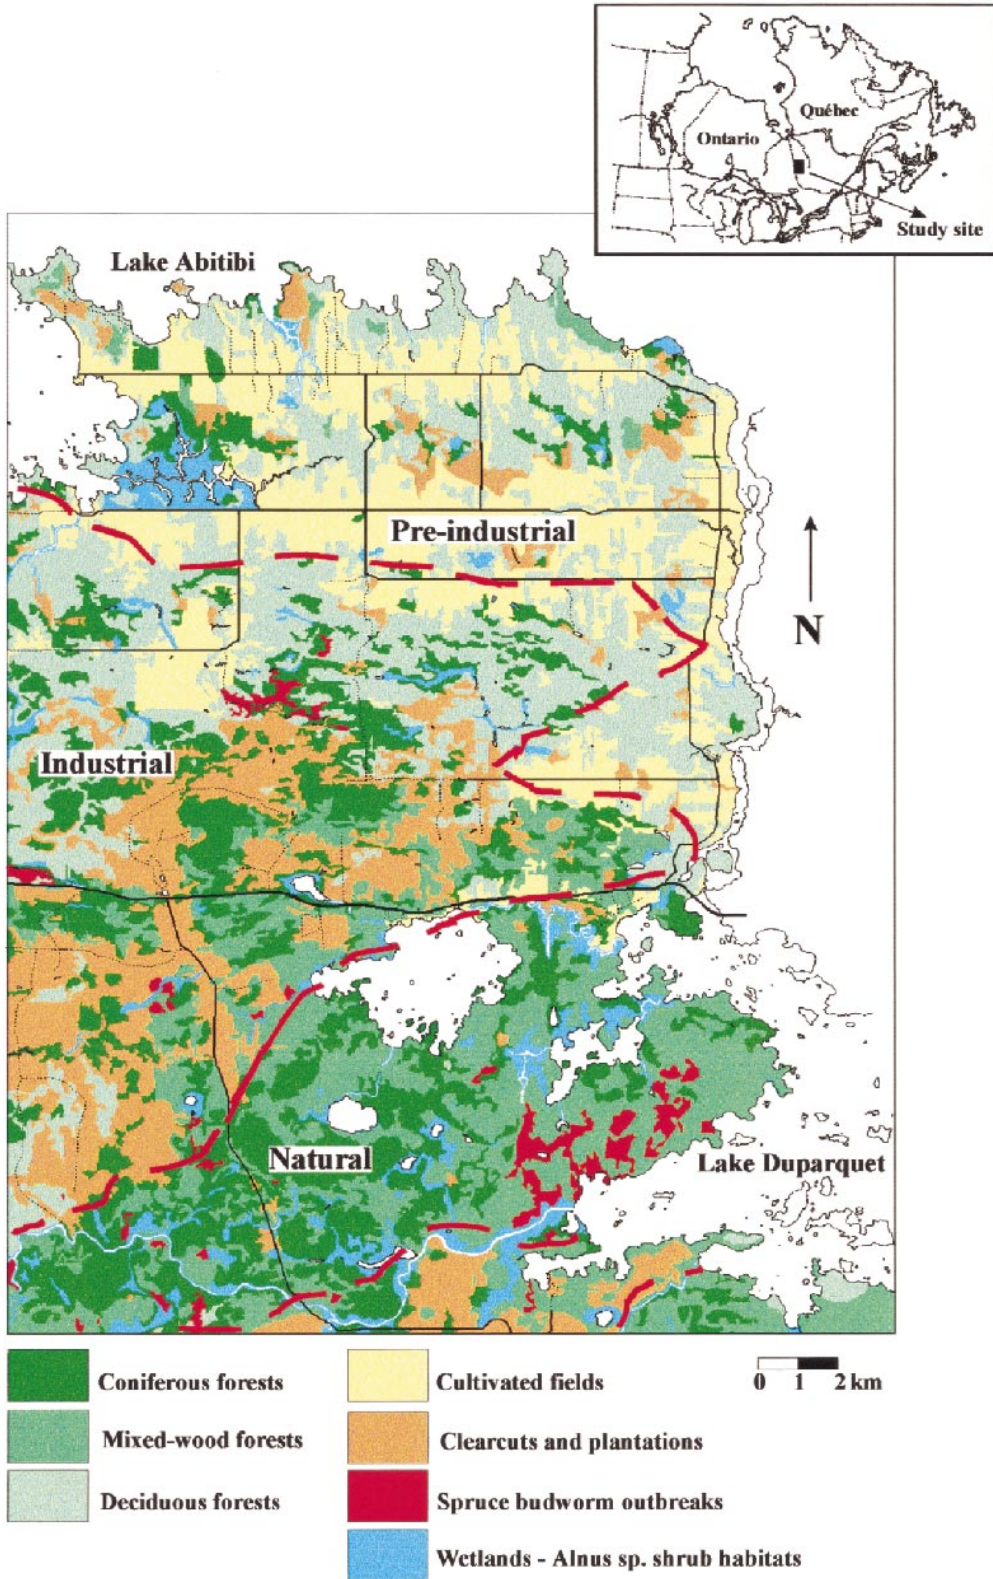 Québec
Ontario
Study site
Lake Abitibi
Pre-industrial
N
Industrial
Natural
Lake Duparquet
Coniferous forests
Mixed-wood forests
Deciduous forests
Cultivated fields
Clearcuts and plantations
Spruce budworm outbreaks
Wetlands - Alnus sp. shrub habitats
0 1 2 km